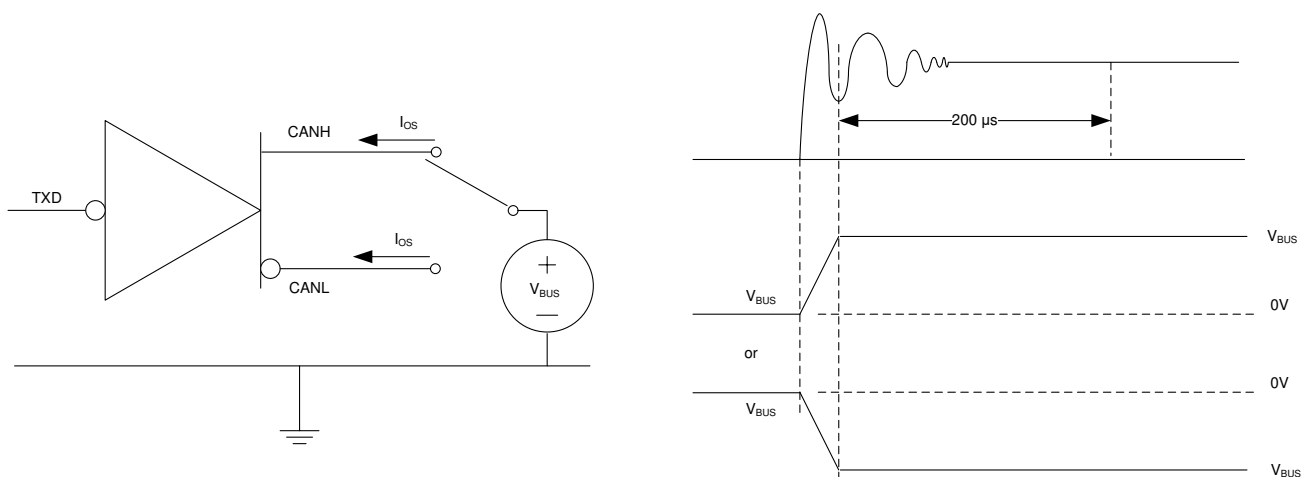 TXD
CANH
I_OS
I_OS
CANL
+
V_BUS
—
200 µs
V_BUS
V_BUS
0V
or
0V
V_BUS
V_BUS